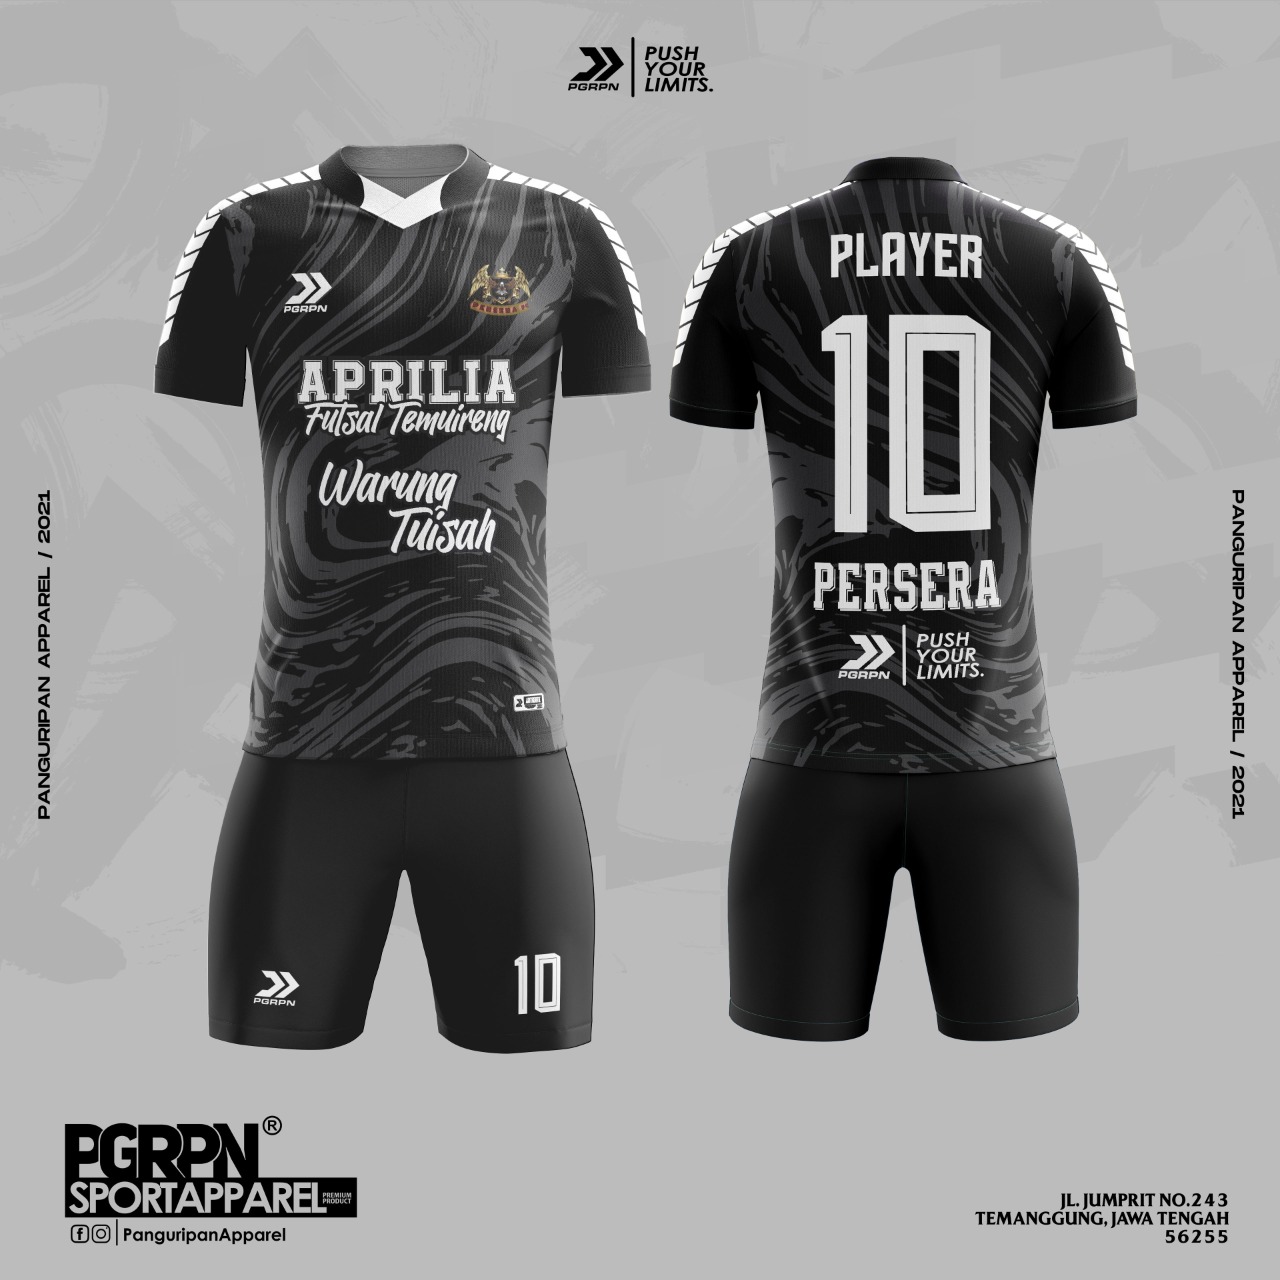 PGRPN
PUSH
YOUR
LIMITS.
PGRPN
PERSERA FC
APRILIA
Futsal Temuireng
Warung
Tuisah
PGRPN
10
PLAYER
10
PERSERA
PGRPN
PUSH
YOUR
LIMITS.
PANGURIPAN APPAREL / 2021
PANGURIPAN APPAREL / 2021
PGRPN®
SPORTAPPAREL PREMIUM PRODUCT
PanguripanApparel
JL. JUMPRIT NO.243
TEMANGGUNG, JAWA TENGAH
56255